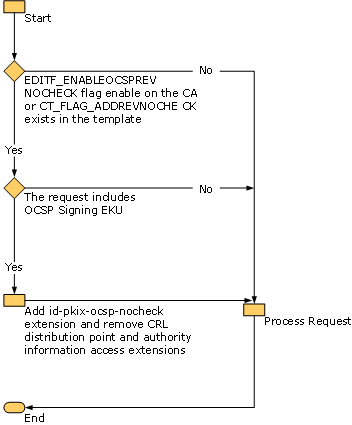 Start
EDITF_ENABLEOCSPREV
NOCHECK flag enable on the CA
or CT_FLAG_ADDREVNOCHE CK
exists in the template
No
Yes
The request includes
OCSP Signing EKU
No
Yes
Add id-pkix-ocsp-nocheck
extension and remove CRL
distribution point and authority
information access extensions
Process Request
End